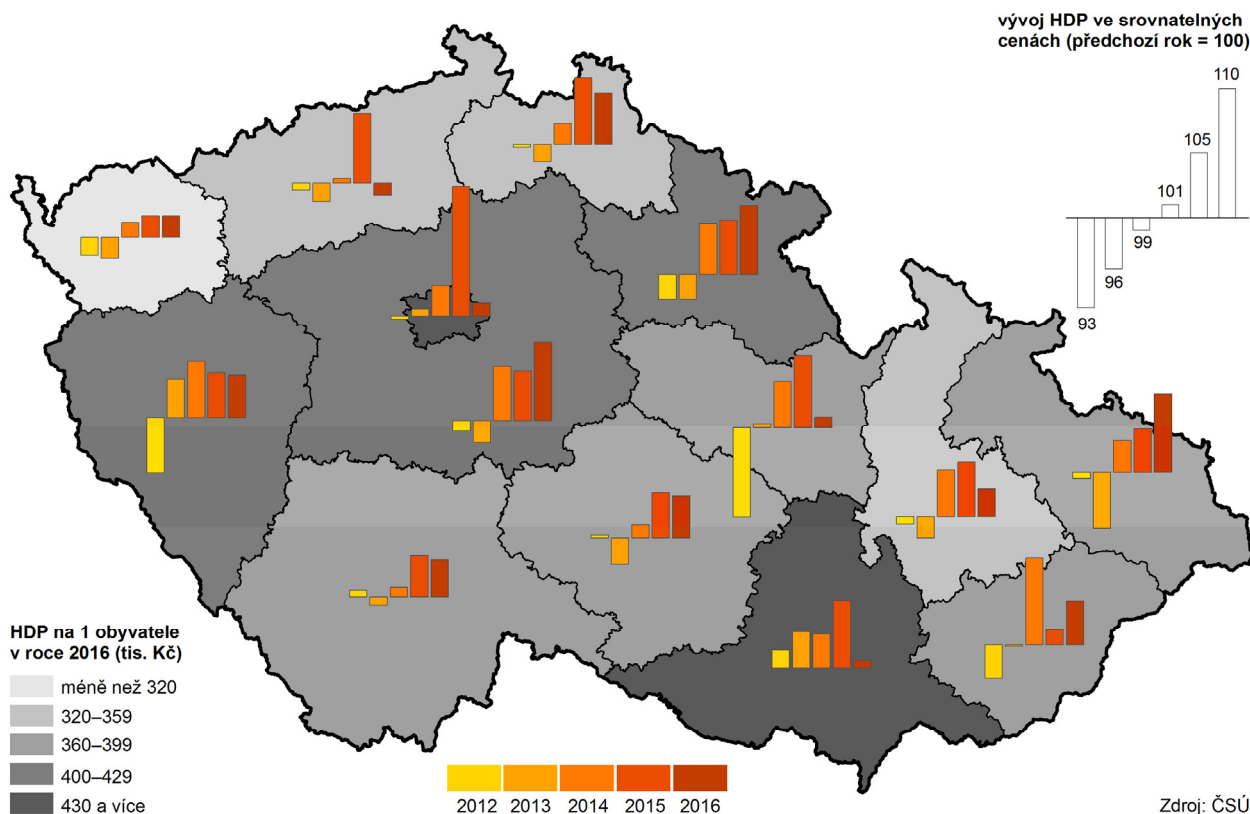 vývoj HDP ve srovnatelných
cenách (předchozí rok = 100)
110
105
101
99
96
93
HDP na 1 obyvatele
v roce 2016 (tis. Kč)
méně než 320
320–359
360–399
400–429
430 a více
2012 2013 2014 2015 2016
Zdroj: ČSÚ